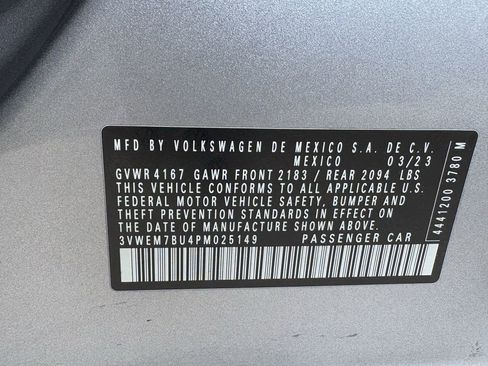 MFD BY VOLKSWAGEN DE MEXICO S.A. DE C.V.
MEXICO 03/23
GVWR 4167 GAWR FRONT 2183 / REAR 2094 LBS
THIS VEHICLE CONFORMS TO ALL APPLICABLE U.S.
FEDERAL MOTOR VEHICLE SAFETY, BUMPER AND
THEFT PREVENTION STANDARDS IN EFFECT ON
THE DATE OF MANUFACTURE SHOWN ABOVE.
3VWEM7BU4PM025149 PASSENGER CAR
4441200 3780 M